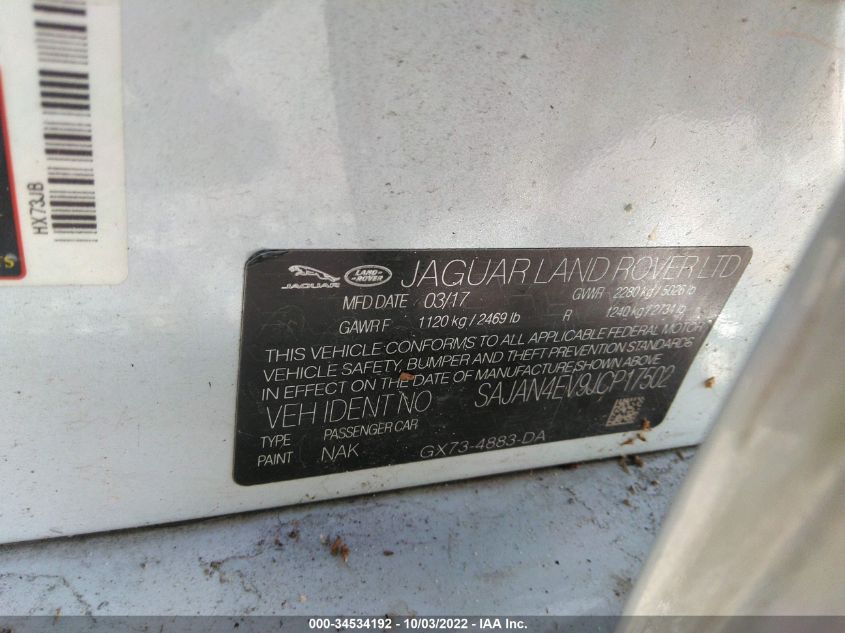 HX73JB
JAGUAR LAND ROVER JAGUAR LAND ROVER LTD
MFD DATE 03/17 GVWR 2280 kg / 5026 lb
GAWR F 1120 kg / 2469 lb R 1240 kg / 2734 lb
THIS VEHICLE CONFORMS TO ALL APPLICABLE FEDERAL MOTOR
VEHICLE SAFETY, BUMPER AND THEFT PREVENTION STANDARDS
IN EFFECT ON THE DATE OF MANUFACTURE SHOWN ABOVE
VEH IDENT NO SAJAN4EV9JCP17502
TYPE PASSENGER CAR
PAINT NAK GX73-4883-DA
000-34534192 - 10/03/2022 - IAA Inc.